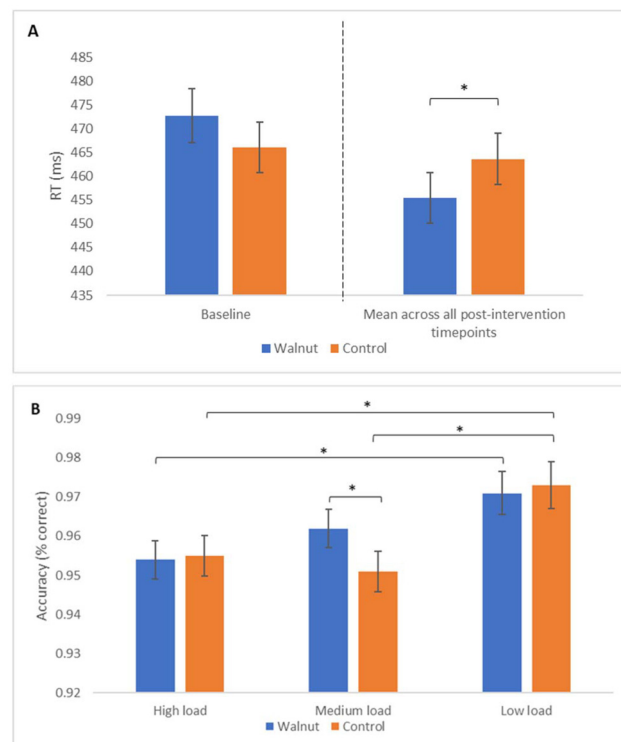 A
485
480
475
470
465
460
455
450
445
440
435
RT (ms)
*
Baseline
Mean across all post-intervention
timepoints
Walnut
Control
B
0.99
0.98
0.97
0.96
0.95
0.94
0.93
0.92
Accuracy (% correct)
*
*
*
*
High load
Medium load
Low load
Walnut
Control